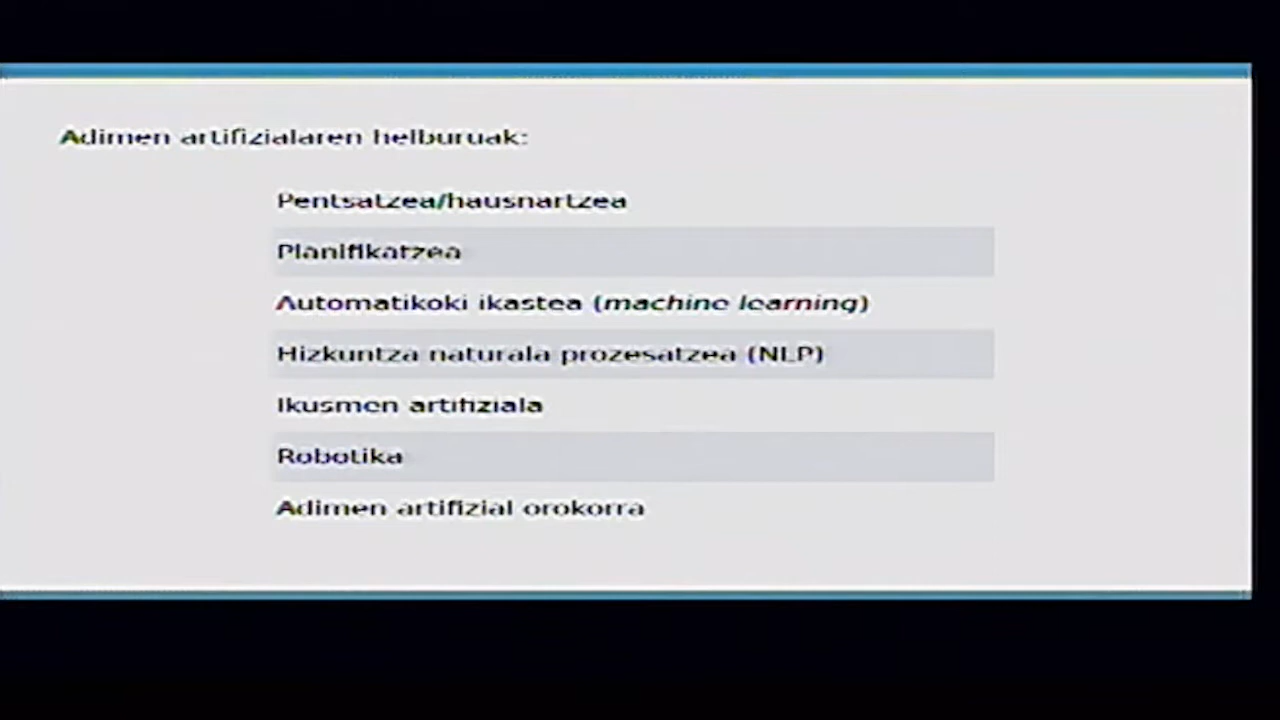 Adimen artifizialaren helburuak:
Pentsatzea/hausnartzea
Planifikatzea
Automatikoki ikastea (machine learning)
Hizkuntza naturala prozesatzea (NLP)
Ikusmen artifiziala
Robotika
Adimen artifizial orokorra